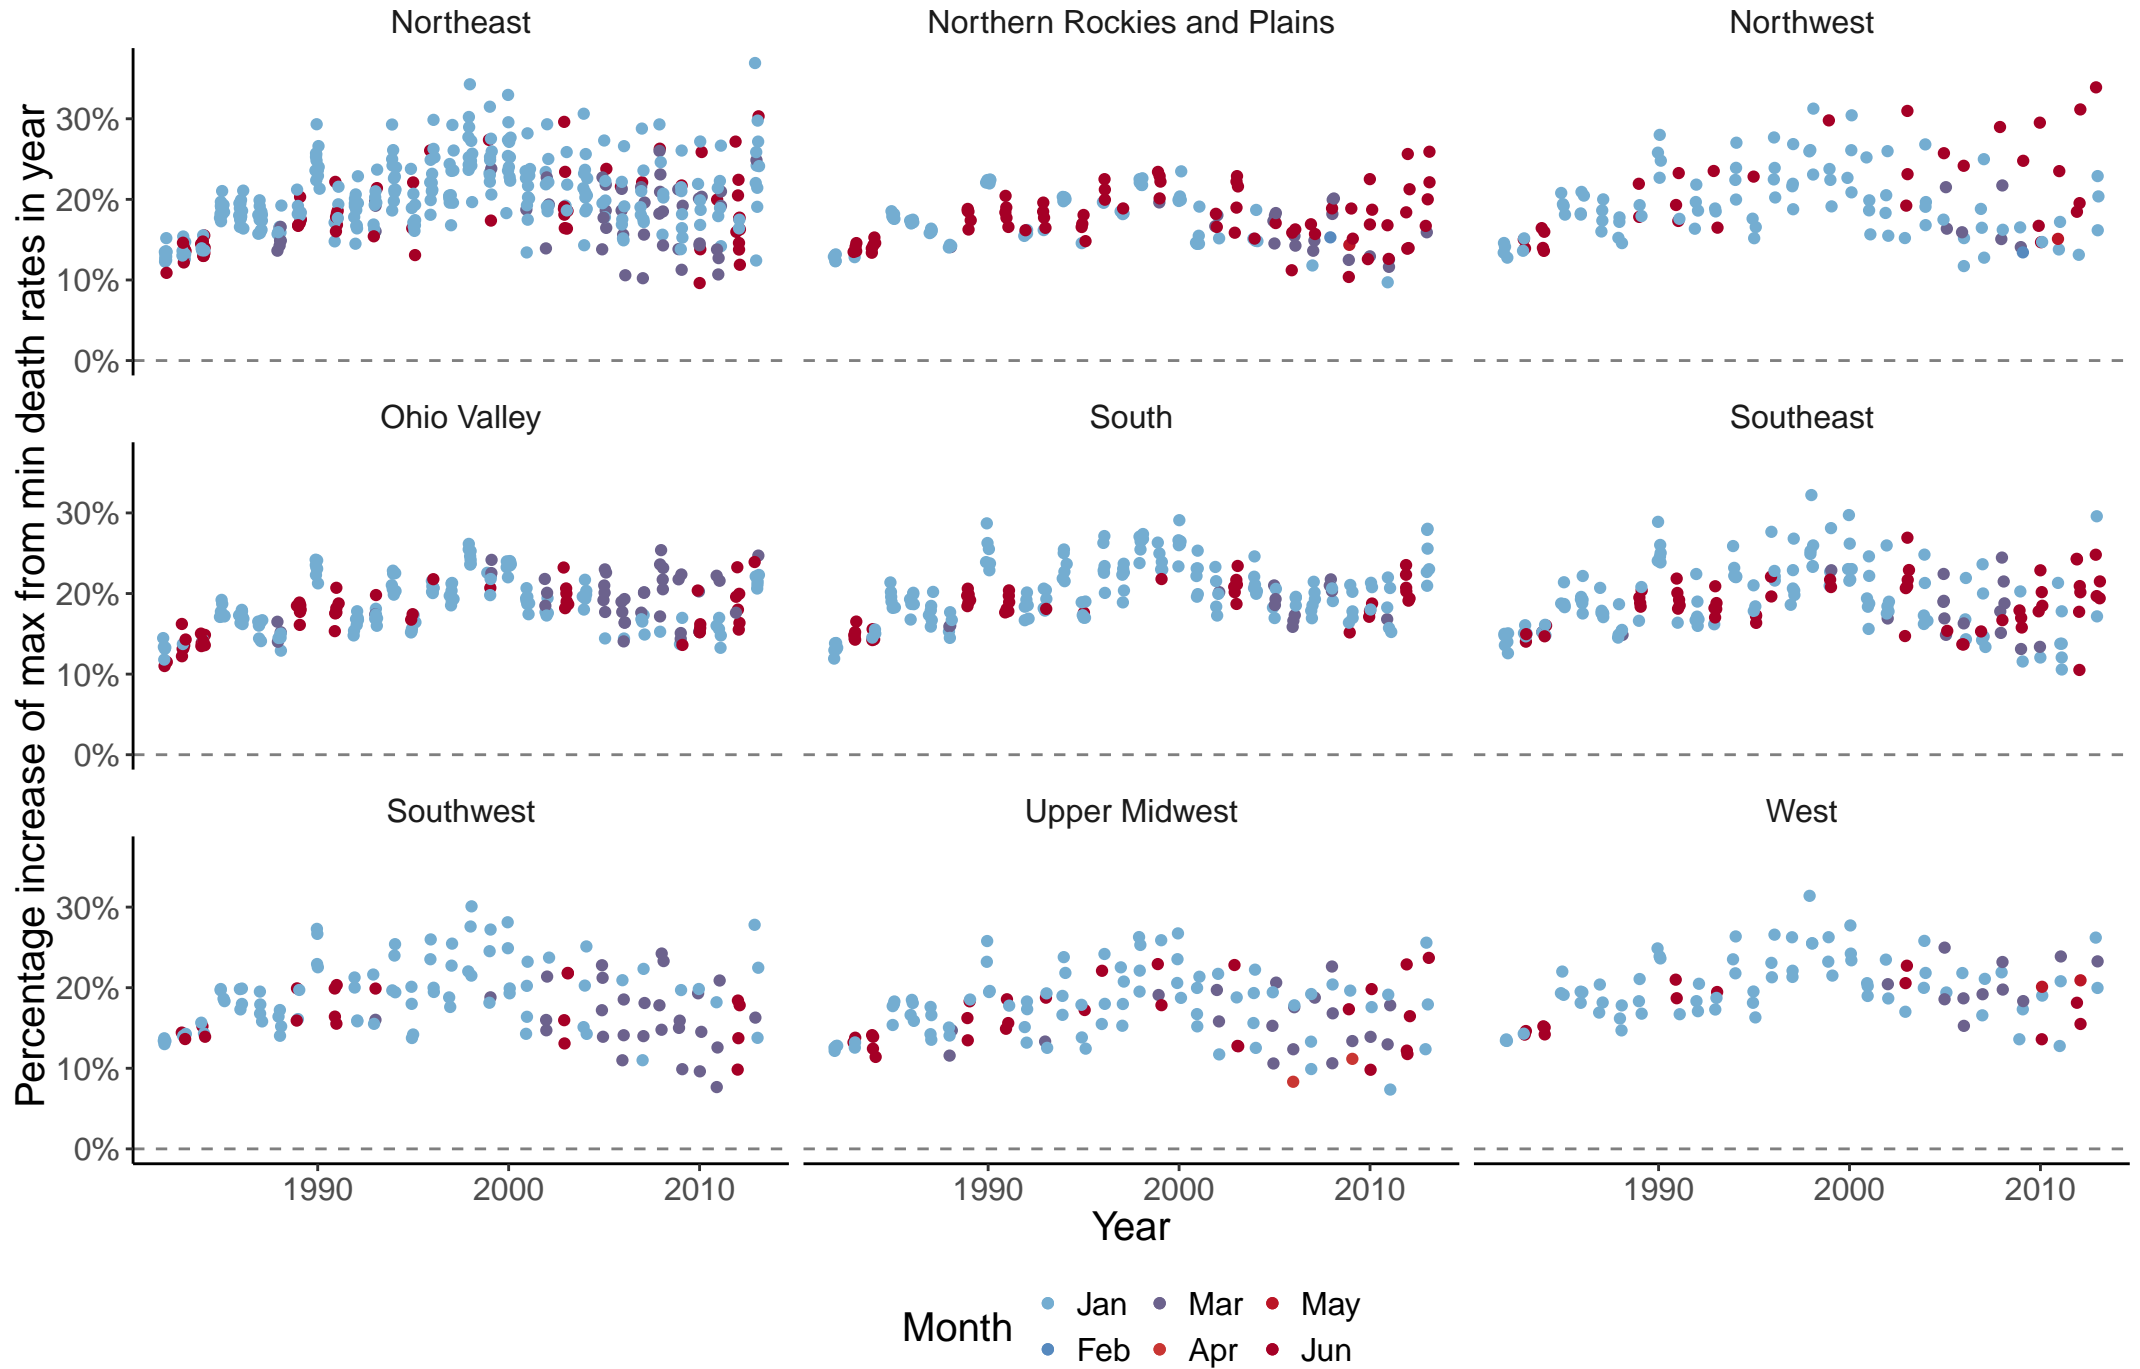 Northeast
Northern Rockies and Plains
Northwest
Percentage increase of max from min death rates in year
30%
20%
10%
0%
Ohio Valley
South
Southeast
30%
20%
10%
0%
Southwest
Upper Midwest
West
30%
20%
10%
0%
1990 2000 2010
1990 2000 2010
1990 2000 2010
Year
Month
Jan Mar May
Feb Apr Jun